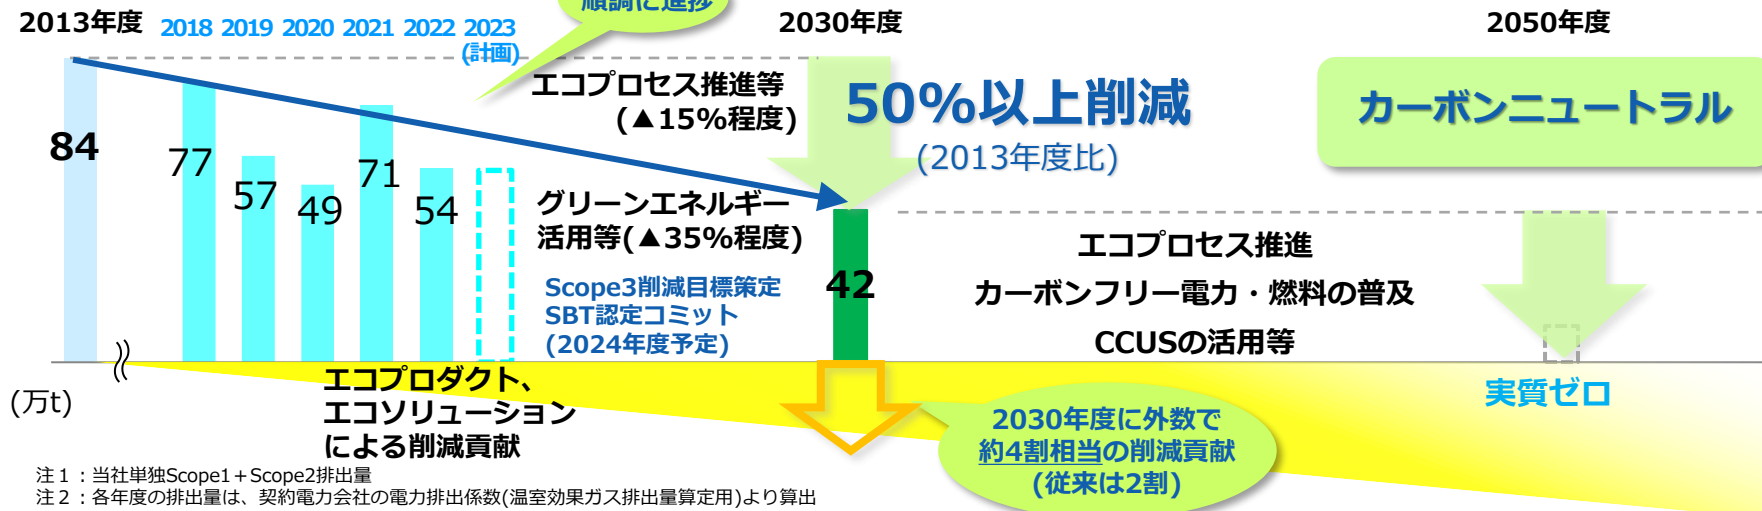 順調に進捗
2013年度
2018 2019 2020 2021 2022 2023
(計画)
2030年度
2050年度
エコプロセス推進等
(▲15%程度)
50%以上削減
(2013年度比)
カーボンニュートラル
84
77
57
49
71
54
グリーンエネルギー
活用等(▲35%程度)
Scope3削減目標策定
SBT認定コミット
(2024年度予定)
42
エコプロセス推進
カーボンフリー電力・燃料の普及
CCUSの活用等
実質ゼロ
(万t)
エコプロダクト、
エコソリューション
による削減貢献
2030年度に外数で
約4割相当の削減貢献
(従来は2割)
注1：当社単独Scope1+Scope2排出量
注2：各年度の排出量は、契約電力会社の電力排出係数(温室効果ガス排出量算定用)より算出